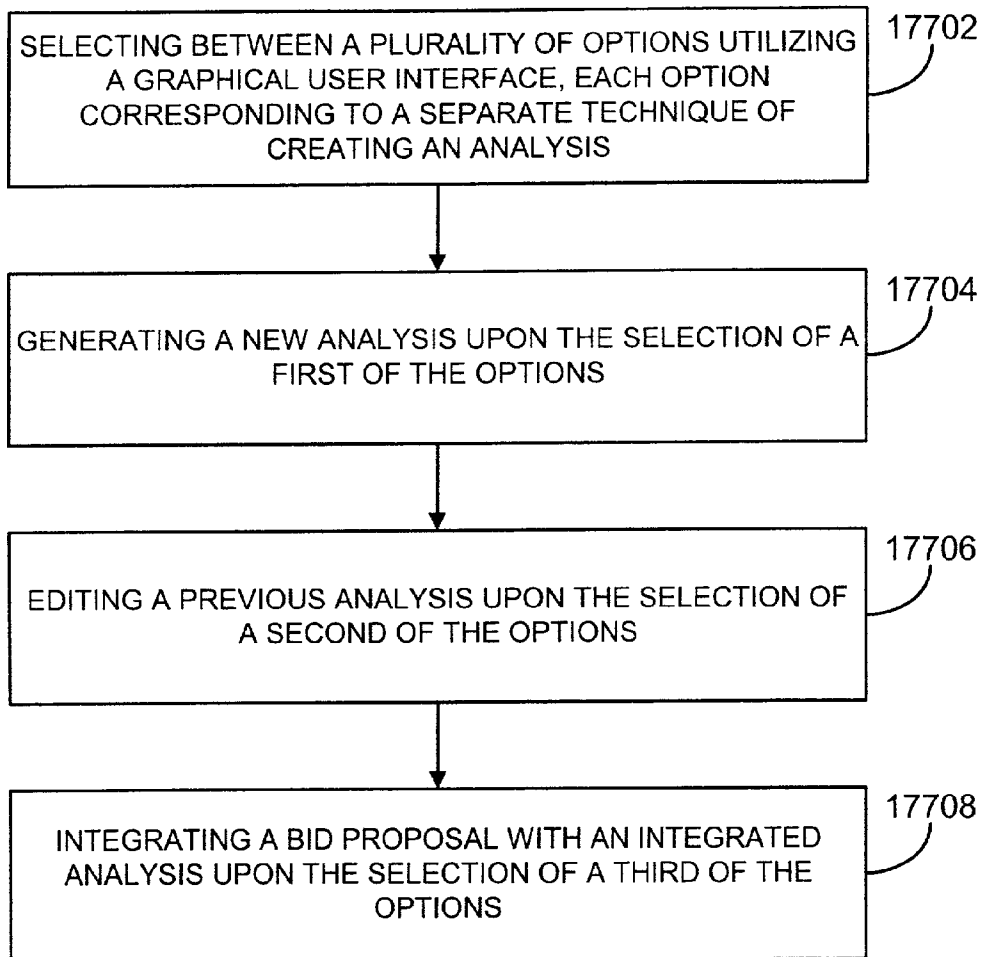 SELECTING BETWEEN A PLURALITY OF OPTIONS UTILIZING
A GRAPHICAL USER INTERFACE, EACH OPTION
CORRESPONDING TO A SEPARATE TECHNIQUE OF
CREATING AN ANALYSIS
17702
GENERATING A NEW ANALYSIS UPON THE SELECTION OF A
FIRST OF THE OPTIONS
17704
EDITING A PREVIOUS ANALYSIS UPON THE SELECTION OF
A SECOND OF THE OPTIONS
17706
INTEGRATING A BID PROPOSAL WITH AN INTEGRATED
ANALYSIS UPON THE SELECTION OF A THIRD OF THE
OPTIONS
17708